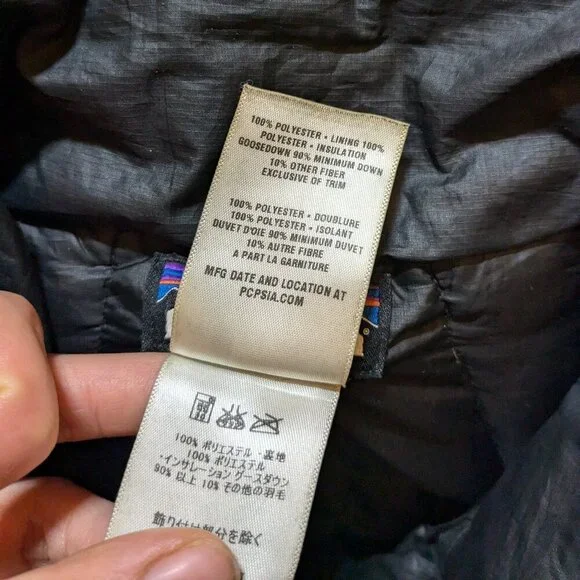 100% POLYESTER • LINING 100%
POLYESTER • INSULATION
GOOSEDOWN 90% MINIMUM DOWN
10% OTHER FIBER
EXCLUSIVE OF TRIM
100% POLYESTER • DOUBLURE
100% POLYESTER • ISOLANT
DUVET D'OIE 90% MINIMUM DUVET
10% AUTRE FIBRE
A PART LA GARNITURE
MFG DATE AND LOCATION AT
PCPSIA.COM
100% ポリエステル・裏地
100% ポリエステル
・インサレーション グースダウン
90% 以上 10% その他の羽毛
飾り付け部分を除く